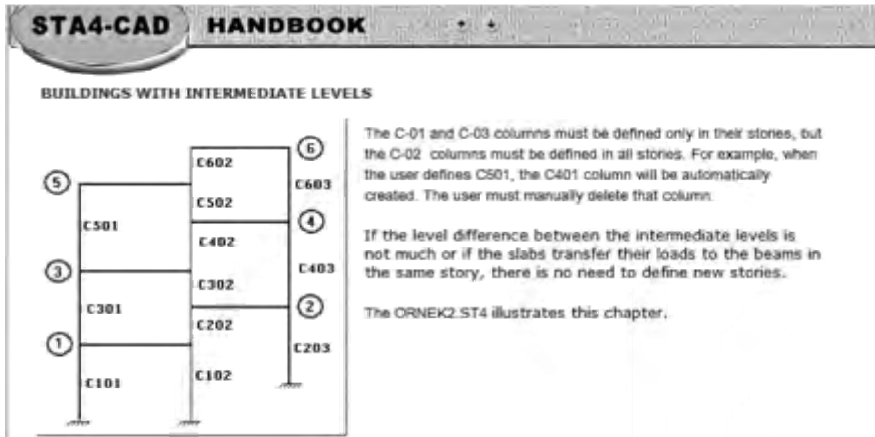 STA4-CAD HANDBOOK
BUILDINGS WITH INTERMEDIATE LEVELS
The C-01 and C-03 columns must be defined only in their stories, but
the C-02 columns must be defined in all stories. For example, when
the user defines C501, the C401 column will be automatically
created. The user must manually delete that column.
If the level difference between the intermediate levels is
not much or if the slabs transfer their loads to the beams in
the same story, there is no need to define new stories.
The ORNEK2.ST4 illustrates this chapter.
6
C602
5
C603
C502
C501
4
C402
3
C403
C302
C301
2
C202
1
C203
C102
C101